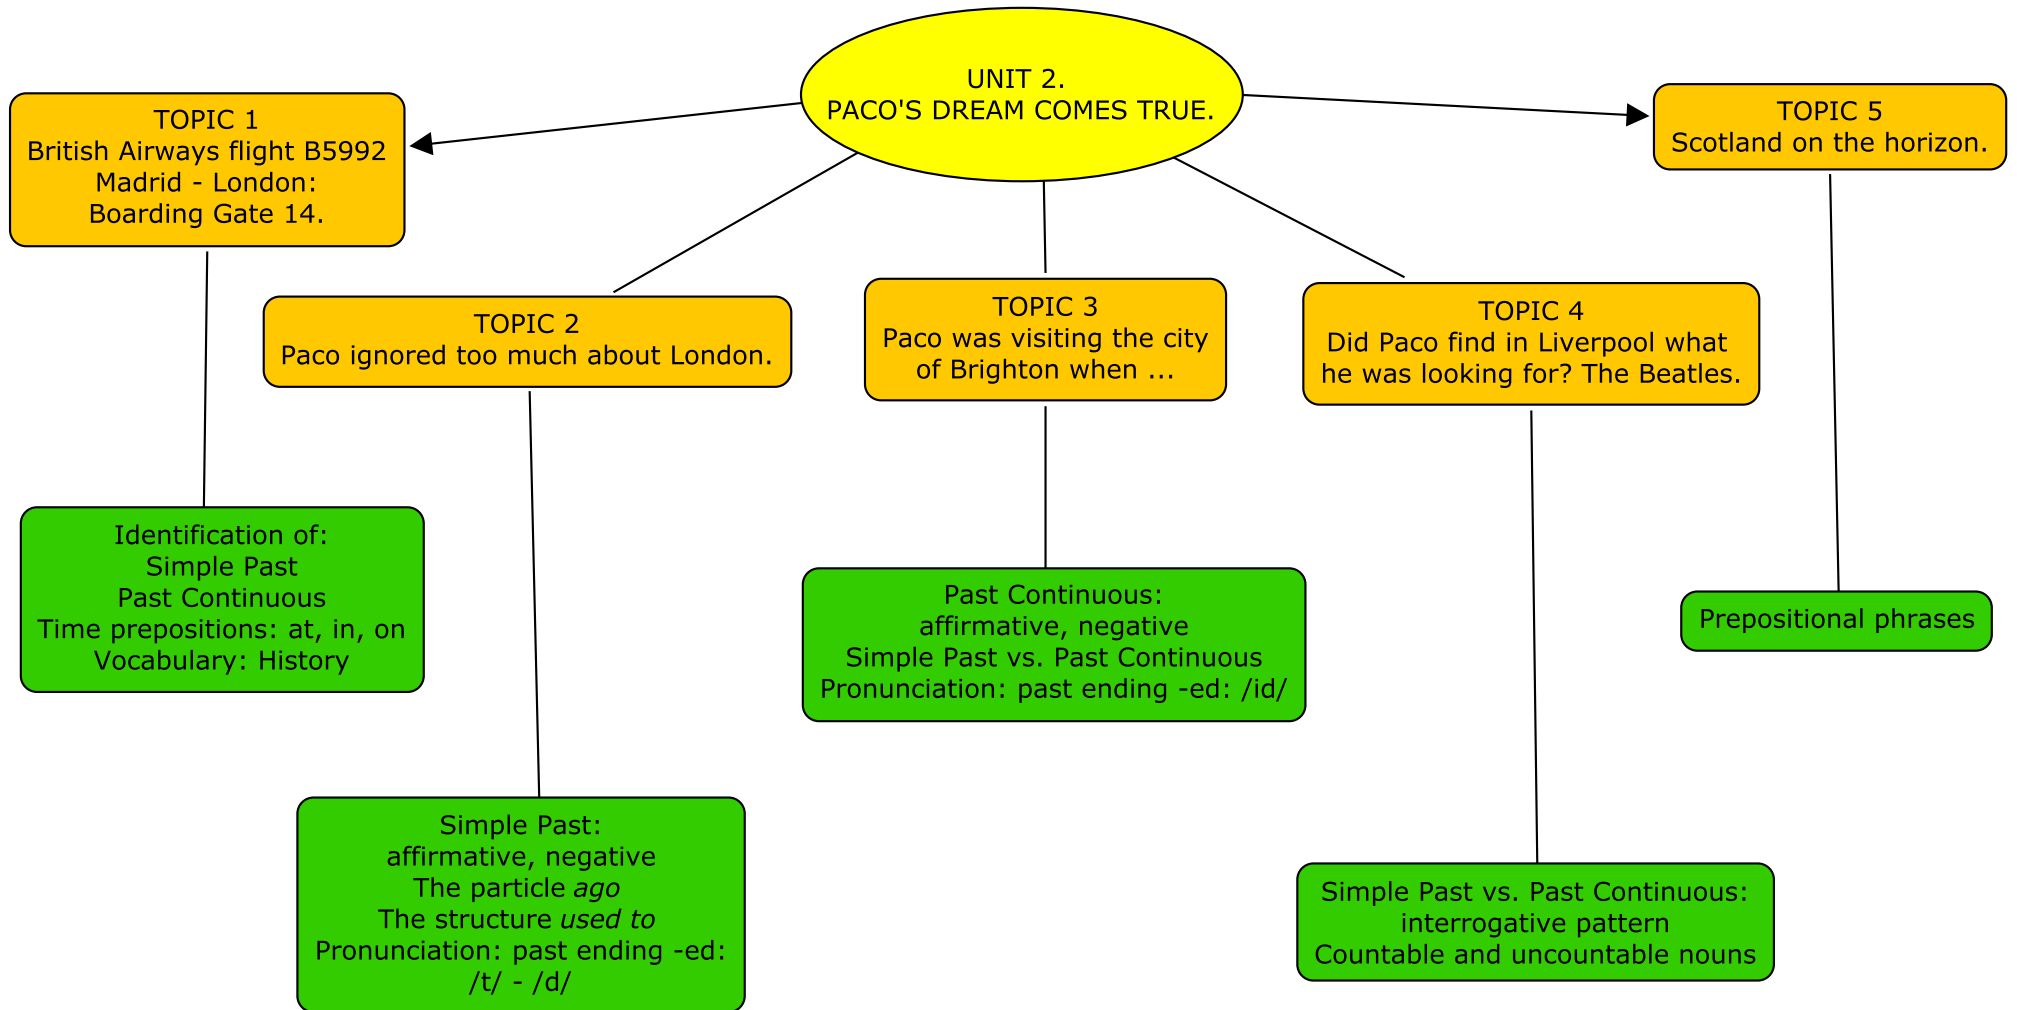 UNIT 2.
PACO'S DREAM COMES TRUE.
TOPIC 1
British Airways flight B5992
Madrid - London:
Boarding Gate 14.
TOPIC 2
Paco ignored too much about London.
TOPIC 3
Paco was visiting the city
of Brighton when ...
TOPIC 4
Did Paco find in Liverpool what
he was looking for? The Beatles.
TOPIC 5
Scotland on the horizon.
Identification of:
Simple Past
Past Continuous
Time prepositions: at, in, on
Vocabulary: History
Simple Past:
affirmative, negative
The particle ago
The structure used to
Pronunciation: past ending -ed:
/t/ - /d/
Past Continuous:
affirmative, negative
Simple Past vs. Past Continuous
Pronunciation: past ending -ed: /id/
Simple Past vs. Past Continuous:
interrogative pattern
Countable and uncountable nouns
Prepositional phrases